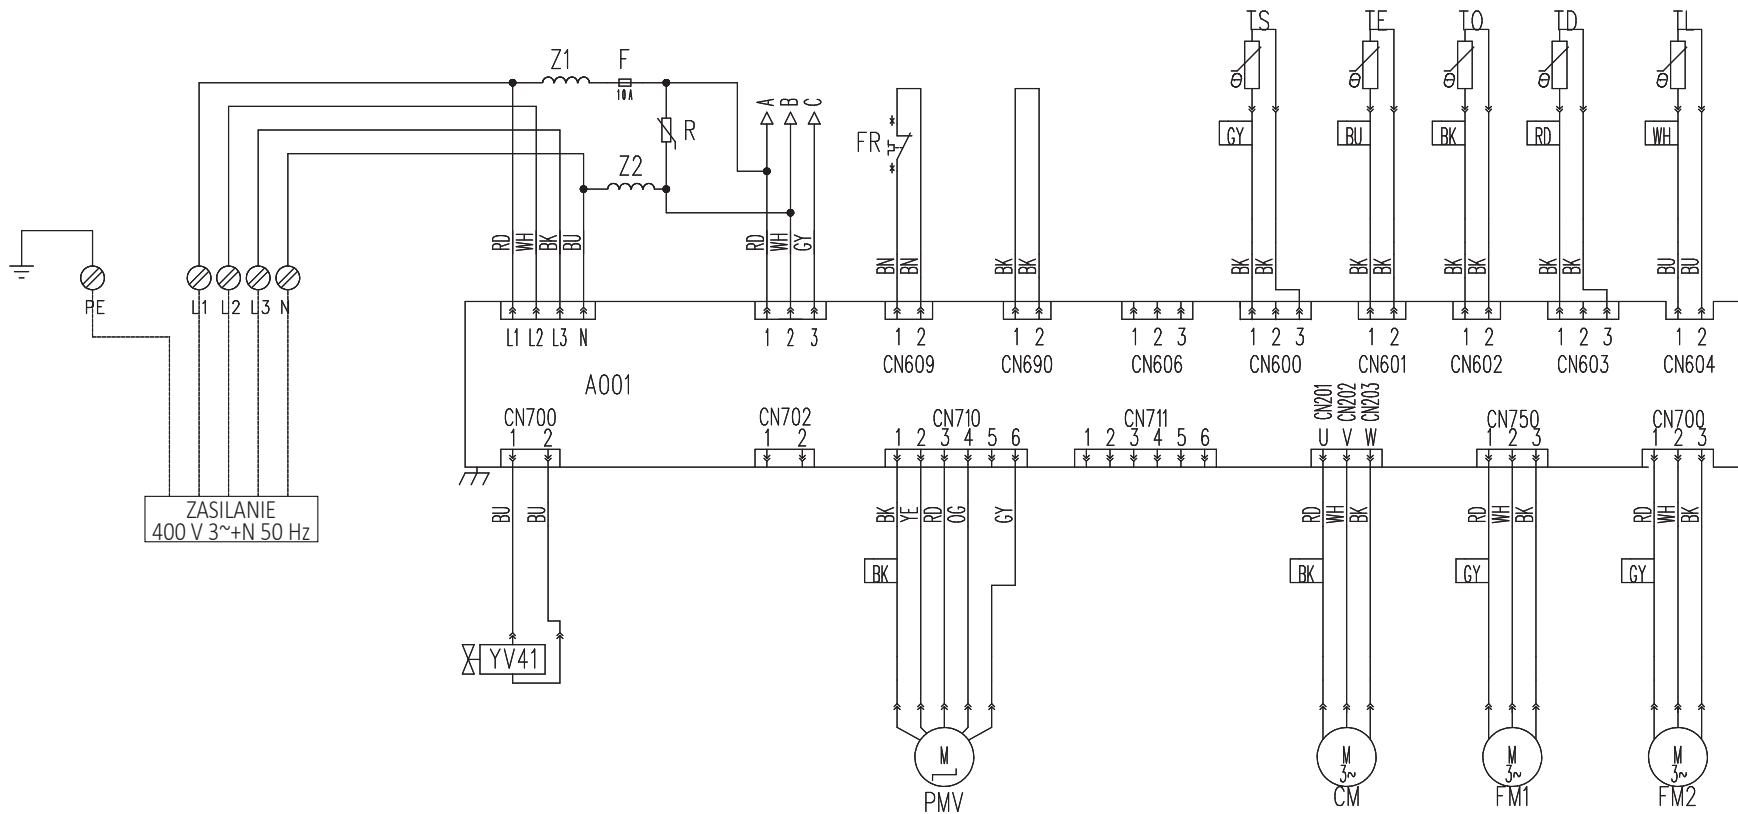 TS TE TO TD TL
Z1 F
10A
A B C
R
FR
Z2
θ θ θ θ θ
GY BU BK RD WH
RD WH BK BU
RD WH GY
BN BN
BK BK
BK BK
BK BK
BK BK
BK BK
BU BU
PE L1 L2 L3 N
L1 L2 L3 N
1 2 3
1 2
1 2
1 2 3
1 2 3
1 2
1 2
1 2 3
1 2
CN609 CN690 CN606 CN600 CN601 CN602 CN603 CN604
A001
CN700 CN702 CN710 CN711 CN201 CN202 CN203 CN750 CN700
1 2
1 2
1 2 3 4 5 6
1 2 3 4 5 6
U V W
1 2 3
1 2 3
ZASILANIE
400 V 3~+N 50 Hz
BU BU
BK YE RD OG GY
RD WH BK
RD WH BK
RD WH BK
BK BK GY GY
YV41
M
M
3~
M
3~
M
3~
PMV CM FM1 FM2